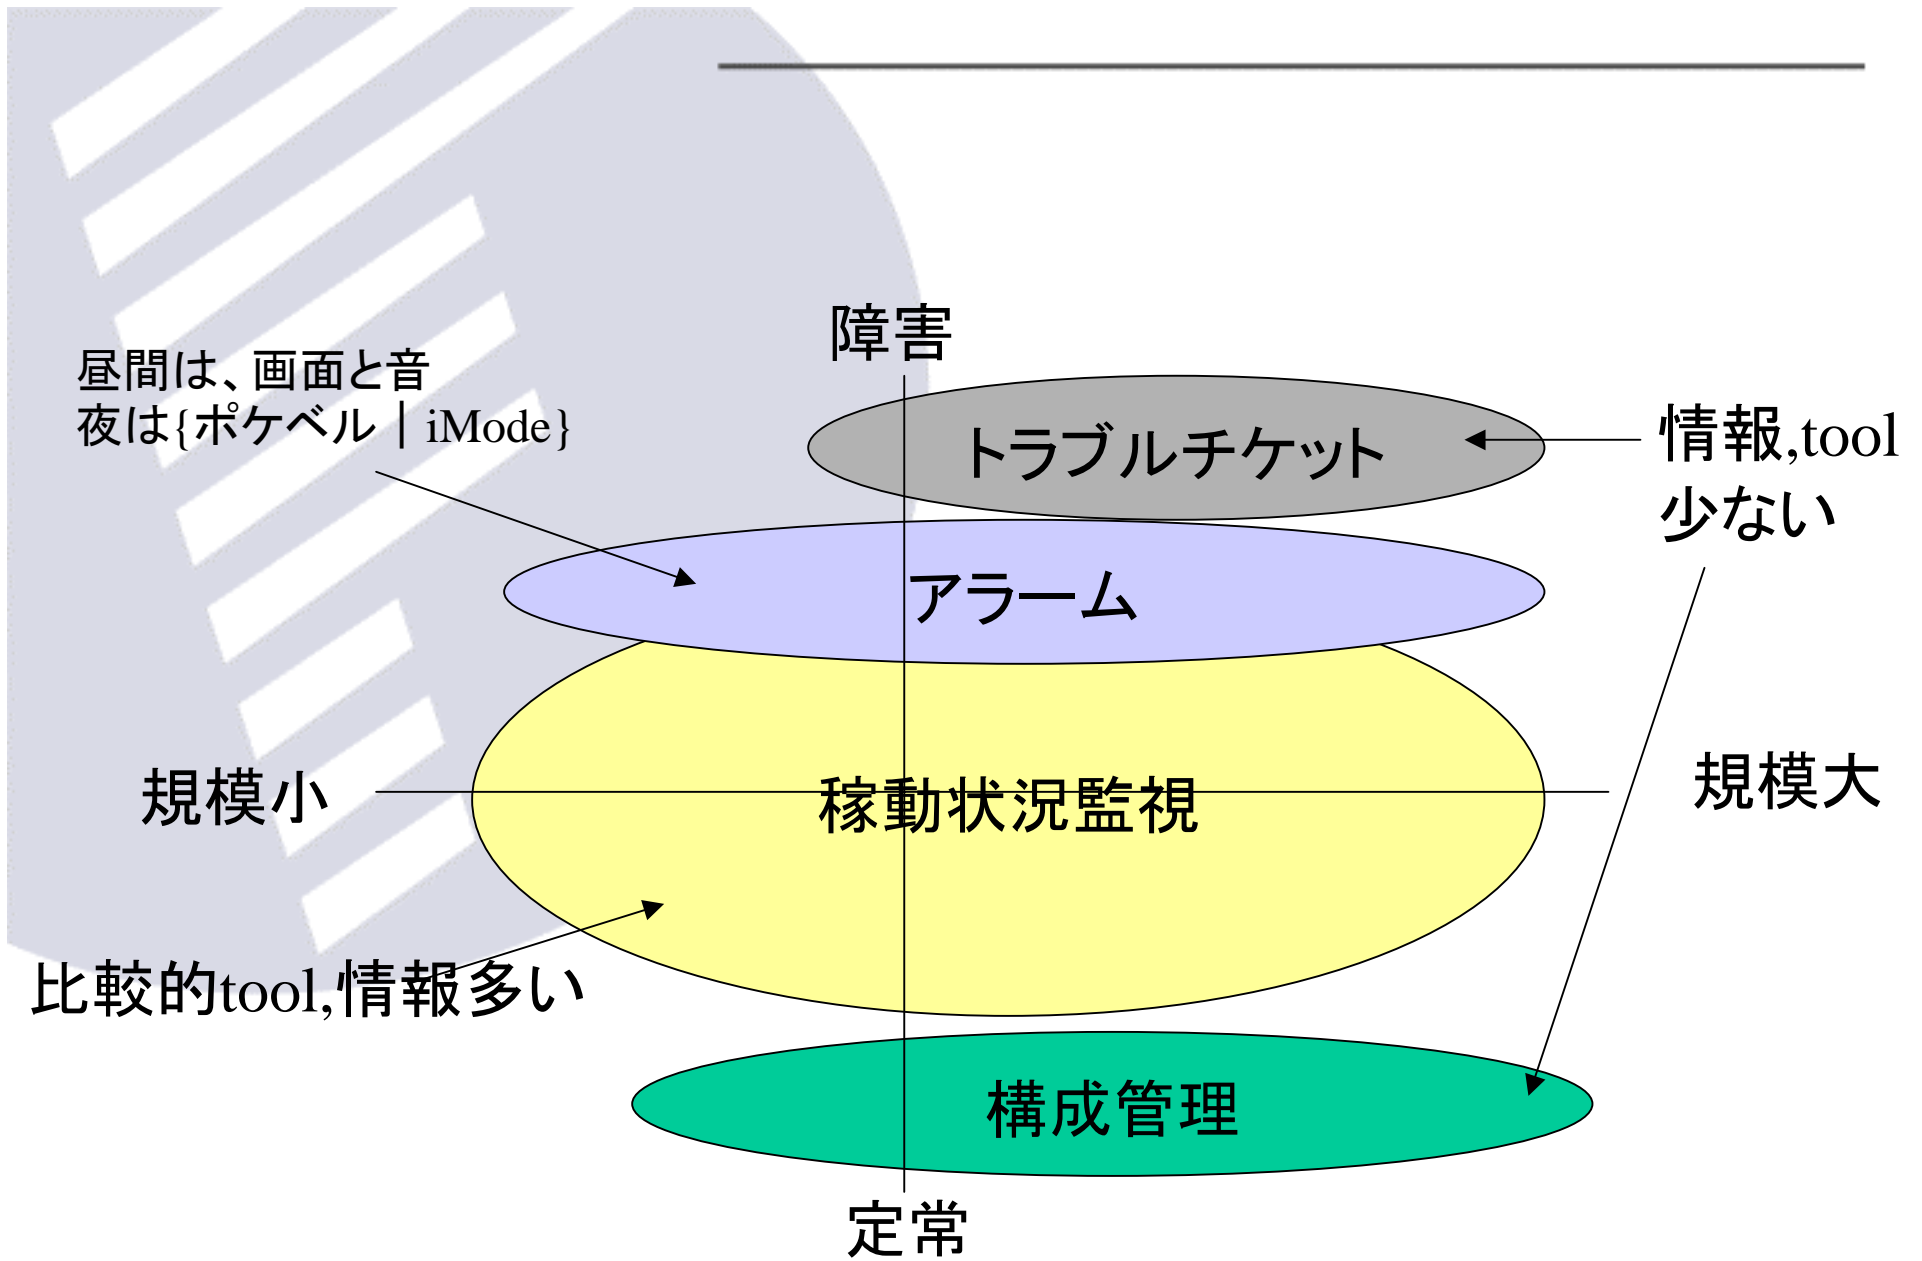 障害
昼間は、画面と音
夜は{ポケベル｜iMode}
トラブルチケット
情報,tool
少ない
アラーム
規模小
稼動状況監視
規模大
比較的tool,情報多い
構成管理
定常